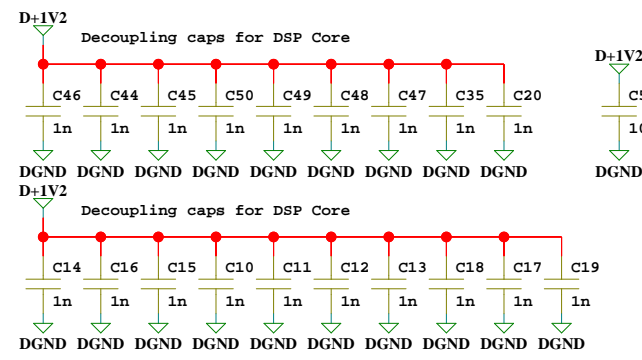 D+1V2
Decoupling caps for DSP Core
D+1V2
C46 C44 C45 C50 C49 C48 C47 C35 C20
1n 1n 1n 1n 1n 1n 1n 1n 1n
DGND DGND DGND DGND DGND DGND DGND DGND DGND DGND
D+1V2
Decoupling caps for DSP Core
C14 C16 C15 C10 C11 C12 C13 C18 C17 C19
1n 1n 1n 1n 1n 1n 1n 1n 1n 1n
DGND DGND DGND DGND DGND DGND DGND DGND DGND DGND